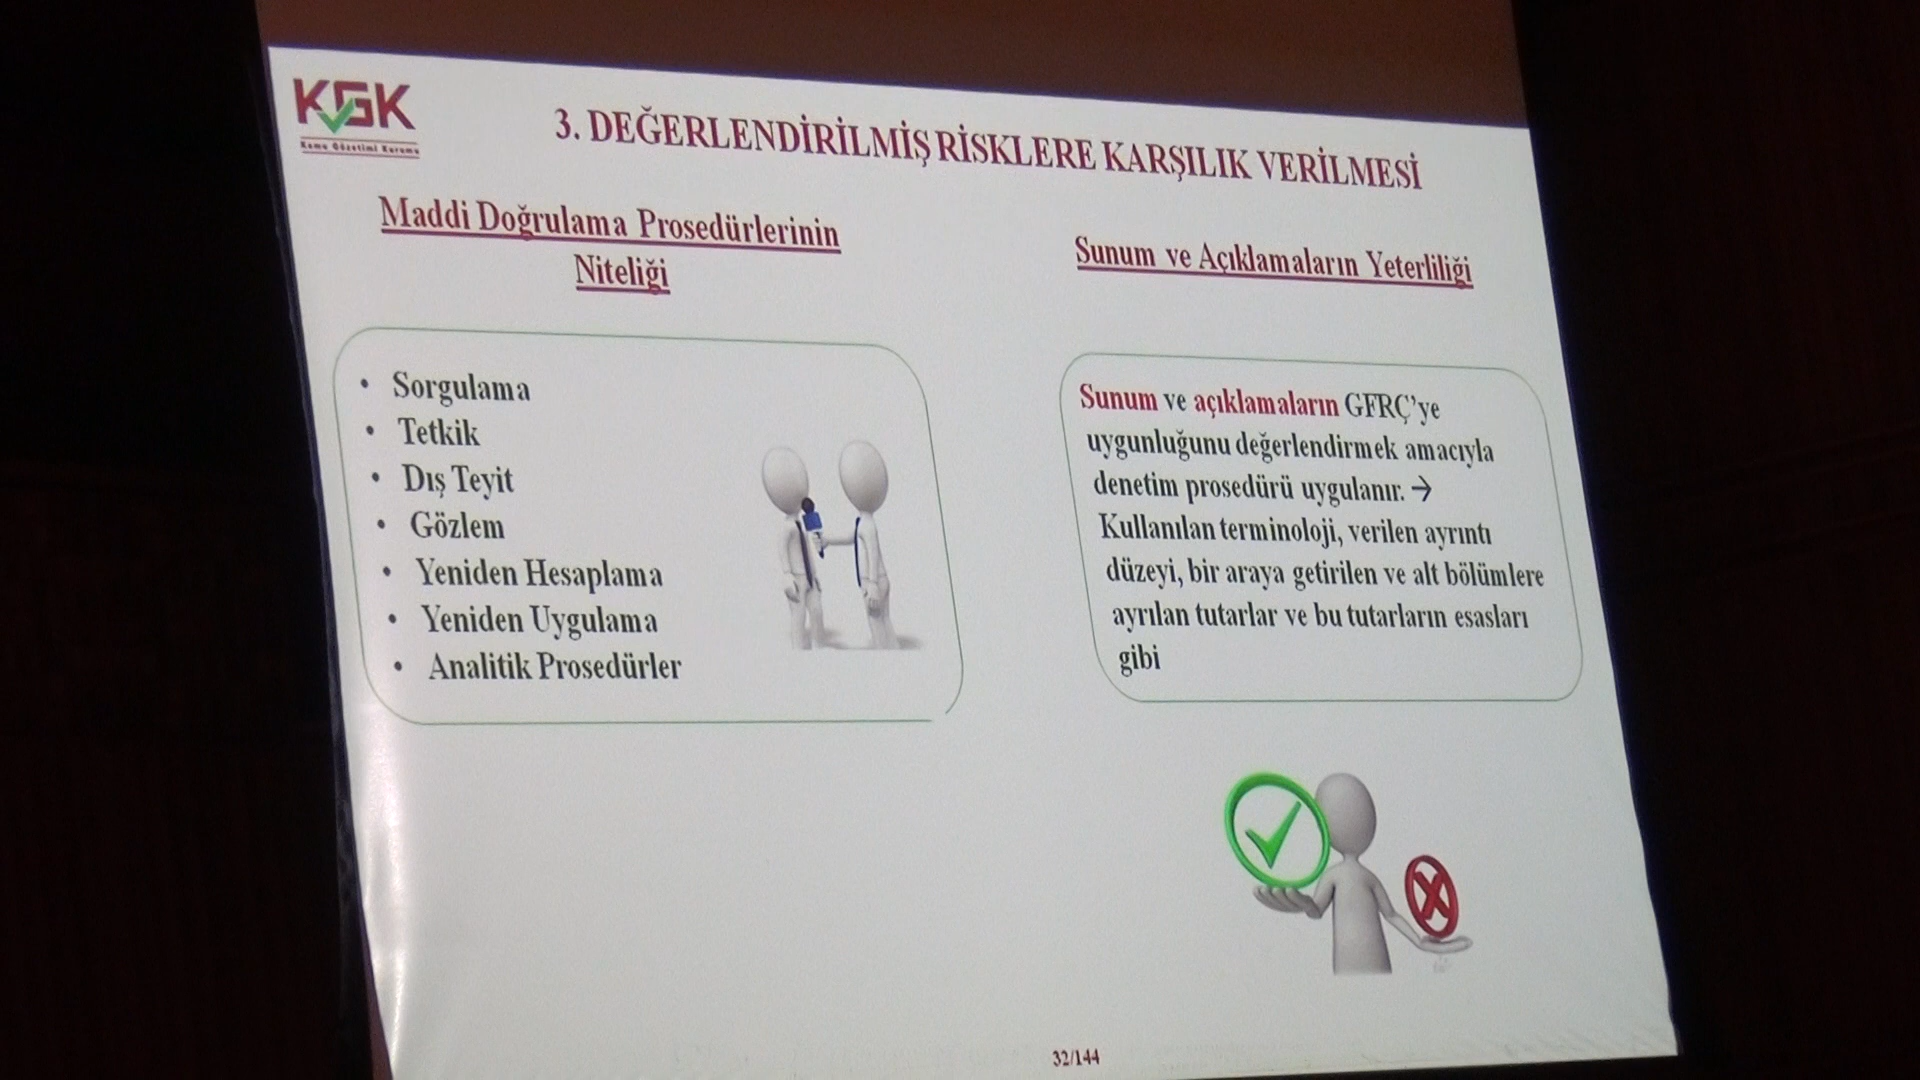 KGK
Kamu Gözetimi Kurumu
3. DEĞERLENDİRİLMİŞ RİSKLERE KARŞILIK VERİLMESİ
Maddi Doğrulama Prosedürlerinin
Niteliği
• Sorgulama
• Tetkik
• Dış Teyit
• Gözlem
• Yeniden Hesaplama
• Yeniden Uygulama
• Analitik Prosedürler
Sunum ve Açıklamaların Yeterliliği
Sunum ve açıklamaların GFRÇ'ye
uygunluğunu değerlendirmek amacıyla
denetim prosedürü uygulanır. →
Kullanılan terminoloji, verilen ayrıntı
düzeyi, bir araya getirilen ve alt bölümlere
ayrılan tutarlar ve bu tutarların esasları
gibi
32/144